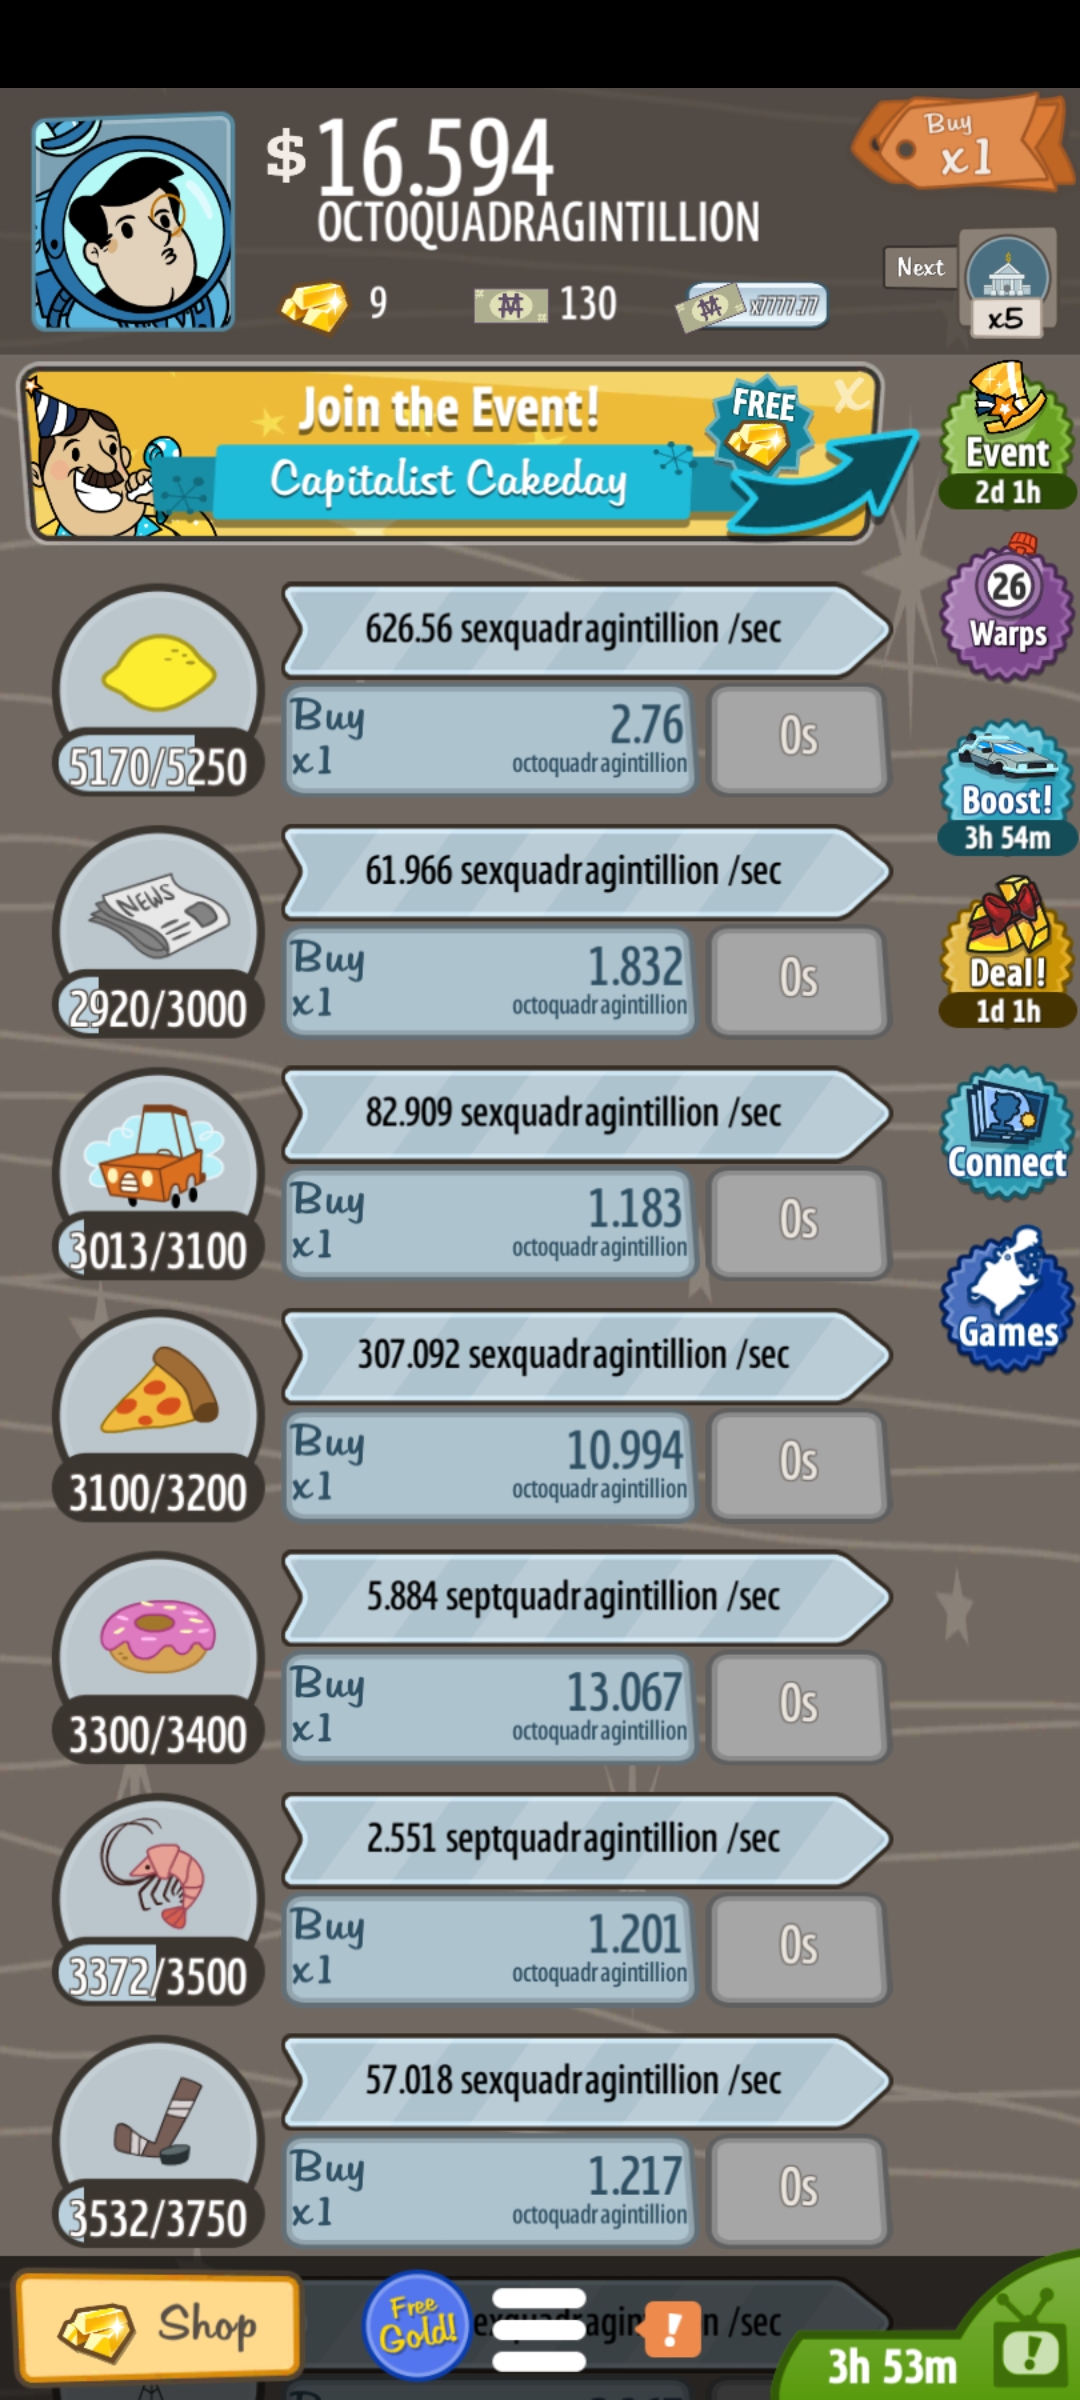 $16.594
OCTOQUADRAGINTILLION
Buy
x1
9
130
x7777.77
Next
x5
Join the Event!
FREE
X
Capitalist Cakeday
Event
2d 1h
26
Warps
Boost!
3h 54m
Deal!
1d 1h
Connect
Games
626.56 sexquadragintillion /sec
5170/5250
Buy
x1
2.76
octoquadragintillion
0s
61.966 sexquadragintillion /sec
NEWS
2920/3000
Buy
x1
1.832
octoquadragintillion
0s
82.909 sexquadragintillion /sec
3013/3100
Buy
x1
1.183
octoquadragintillion
0s
307.092 sexquadragintillion /sec
3100/3200
Buy
x1
10.994
octoquadragintillion
0s
5.884 septquadragintillion /sec
3300/3400
Buy
x1
13.067
octoquadragintillion
0s
2.551 septquadragintillion /sec
3372/3500
Buy
x1
1.201
octoquadragintillion
0s
57.018 sexquadragintillion /sec
3532/3750
Buy
x1
1.217
octoquadragintillion
0s
Shop
Free
Gold!
!
/sec
3h 53m
!
Buy